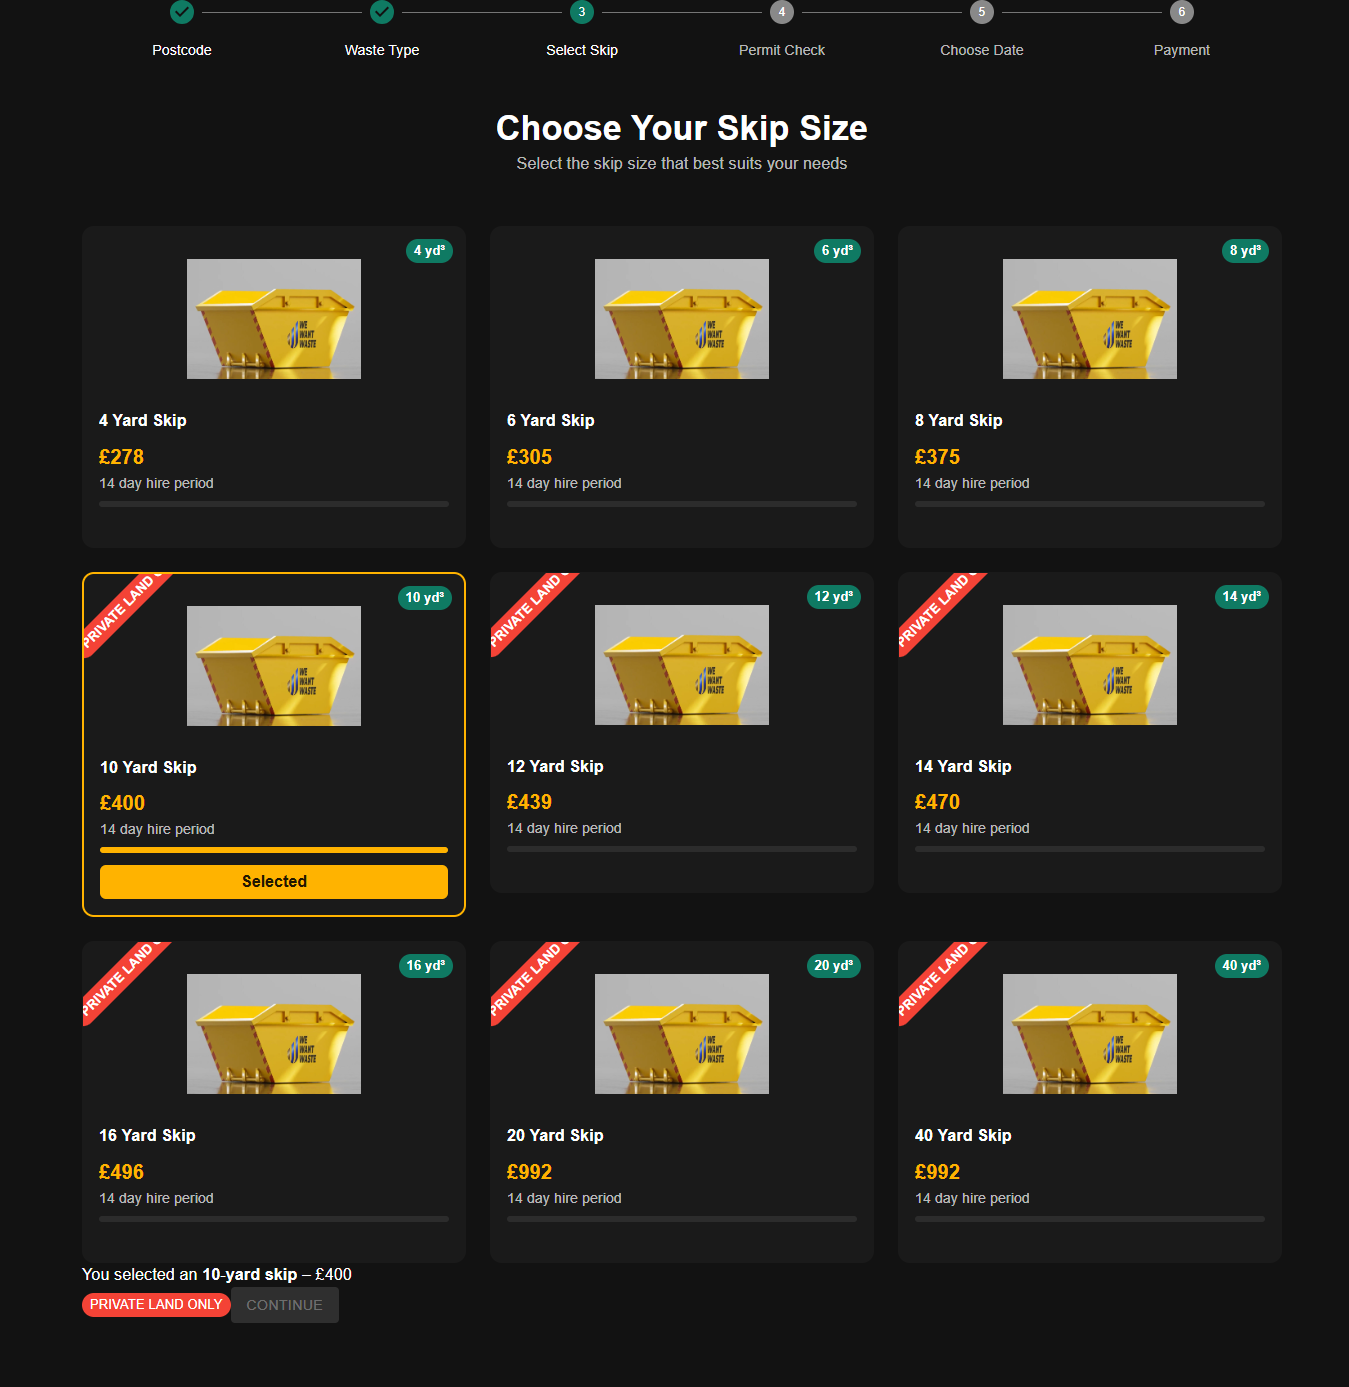 3
4
5
6
Postcode
Waste Type
Select Skip
Permit Check
Choose Date
Payment
Choose Your Skip Size
Select the skip size that best suits your needs
4 yd³
WE
WANT
WASTE
4 Yard Skip
£278
14 day hire period
6 yd³
WE
WANT
WASTE
6 Yard Skip
£305
14 day hire period
8 yd³
WE
WANT
WASTE
8 Yard Skip
£375
14 day hire period
PRIVATE LAND
10 yd³
WE
WANT
WASTE
10 Yard Skip
£400
14 day hire period
Selected
PRIVATE LAND
12 yd³
WE
WANT
WASTE
12 Yard Skip
£439
14 day hire period
PRIVATE LAND
14 yd³
WE
WANT
WASTE
14 Yard Skip
£470
14 day hire period
PRIVATE LAND
16 yd³
WE
WANT
WASTE
16 Yard Skip
£496
14 day hire period
PRIVATE LAND
20 yd³
WE
WANT
WASTE
20 Yard Skip
£992
14 day hire period
PRIVATE LAND
40 yd³
WE
WANT
WASTE
40 Yard Skip
£992
14 day hire period
You selected an 10-yard skip – £400
PRIVATE LAND ONLY
CONTINUE